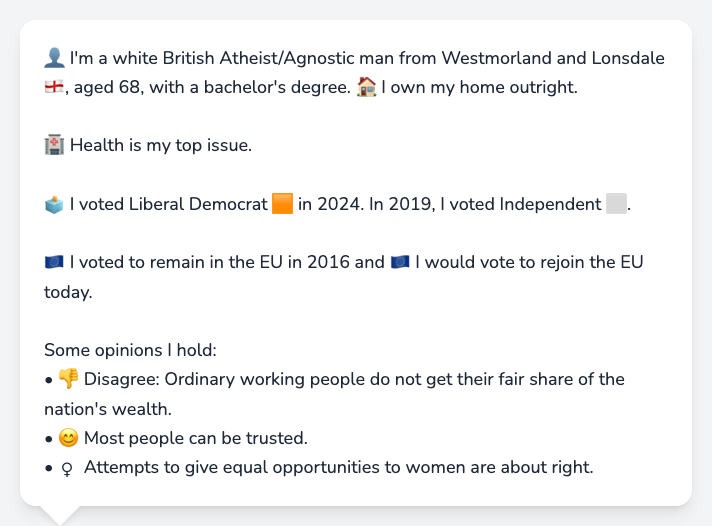 👤 I'm a white British Atheist/Agnostic man from Westmorland and Lonsdale
🏴󠁧󠁢󠁥󠁮󠁧󠁿, aged 68, with a bachelor's degree. 🏠 I own my home outright.
🏥 Health is my top issue.
🗳️ I voted Liberal Democrat 🟧 in 2024. In 2019, I voted Independent ⬜.
🇪🇺 I voted to remain in the EU in 2016 and 🇪🇺 I would vote to rejoin the EU
today.
Some opinions I hold:
• 👎 Disagree: Ordinary working people do not get their fair share of the
nation's wealth.
• 😊 Most people can be trusted.
• ♀ Attempts to give equal opportunities to women are about right.